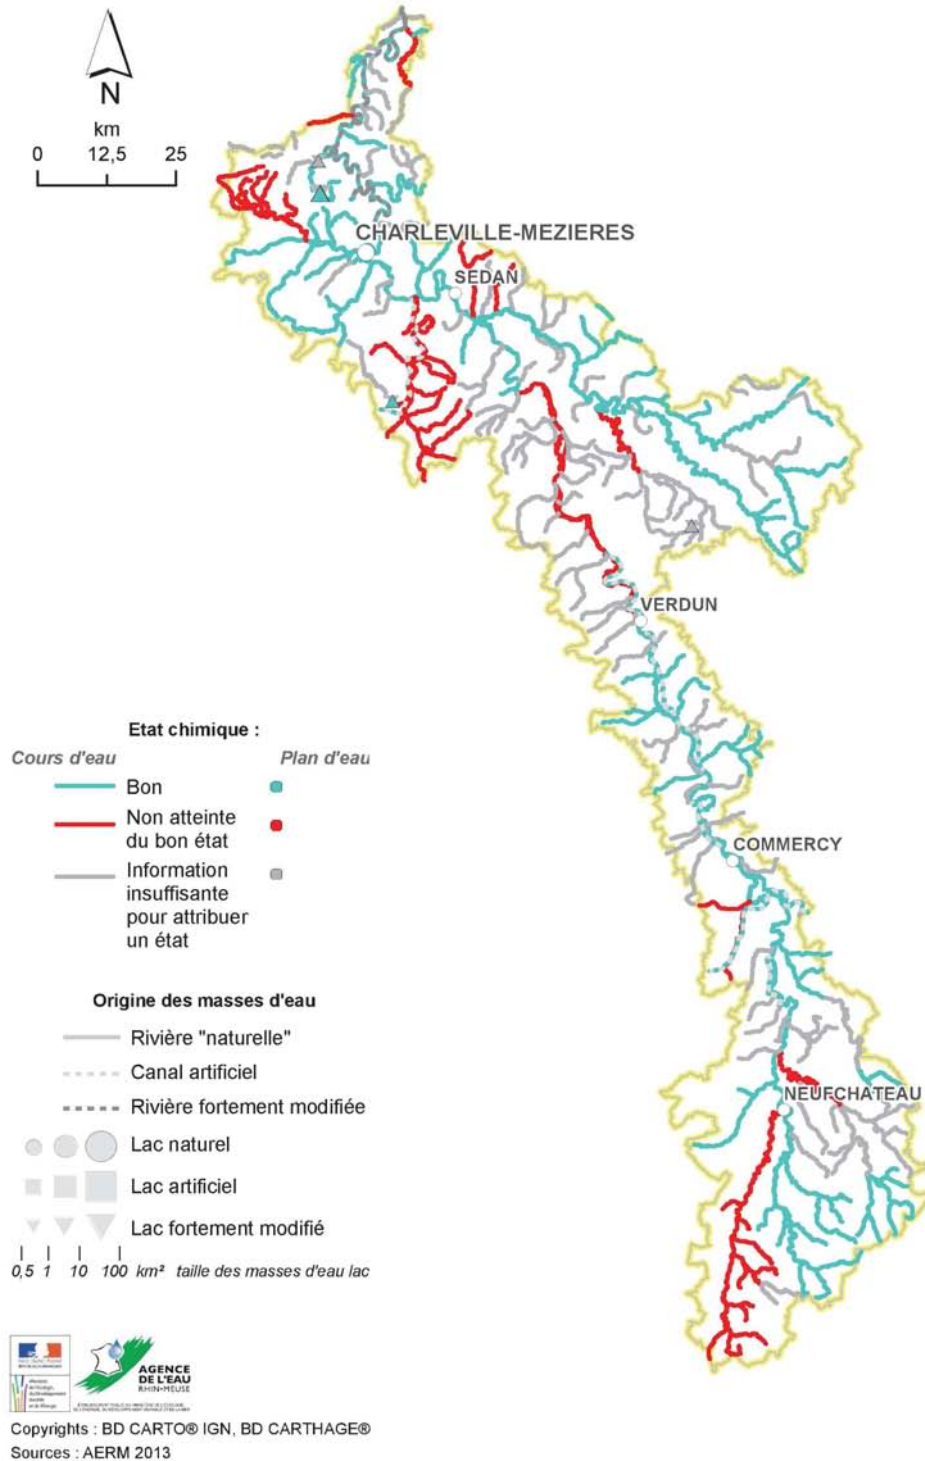 N
km
0 12,5 25
CHARLEVILLE-MEZIERES
SEDAN
VERDUN
COMMERCY
NEUFCHATEAU
Etat chimique :
Cours d'eau Plan d'eau
Bon
Non atteinte
du bon état
Information
insuffisante
pour attribuer
un état
Origine des masses d'eau
Rivière "naturelle"
Canal artificiel
Rivière fortement modifiée
Lac naturel
Lac artificiel
Lac fortement modifié
0,5 1 10 100 km² taille des masses d'eau lac
AGENCE
DE L'EAU
RHIN-MEUSE
Copyrights : BD CARTO® IGN, BD CARTHAGE®
Sources : AERM 2013